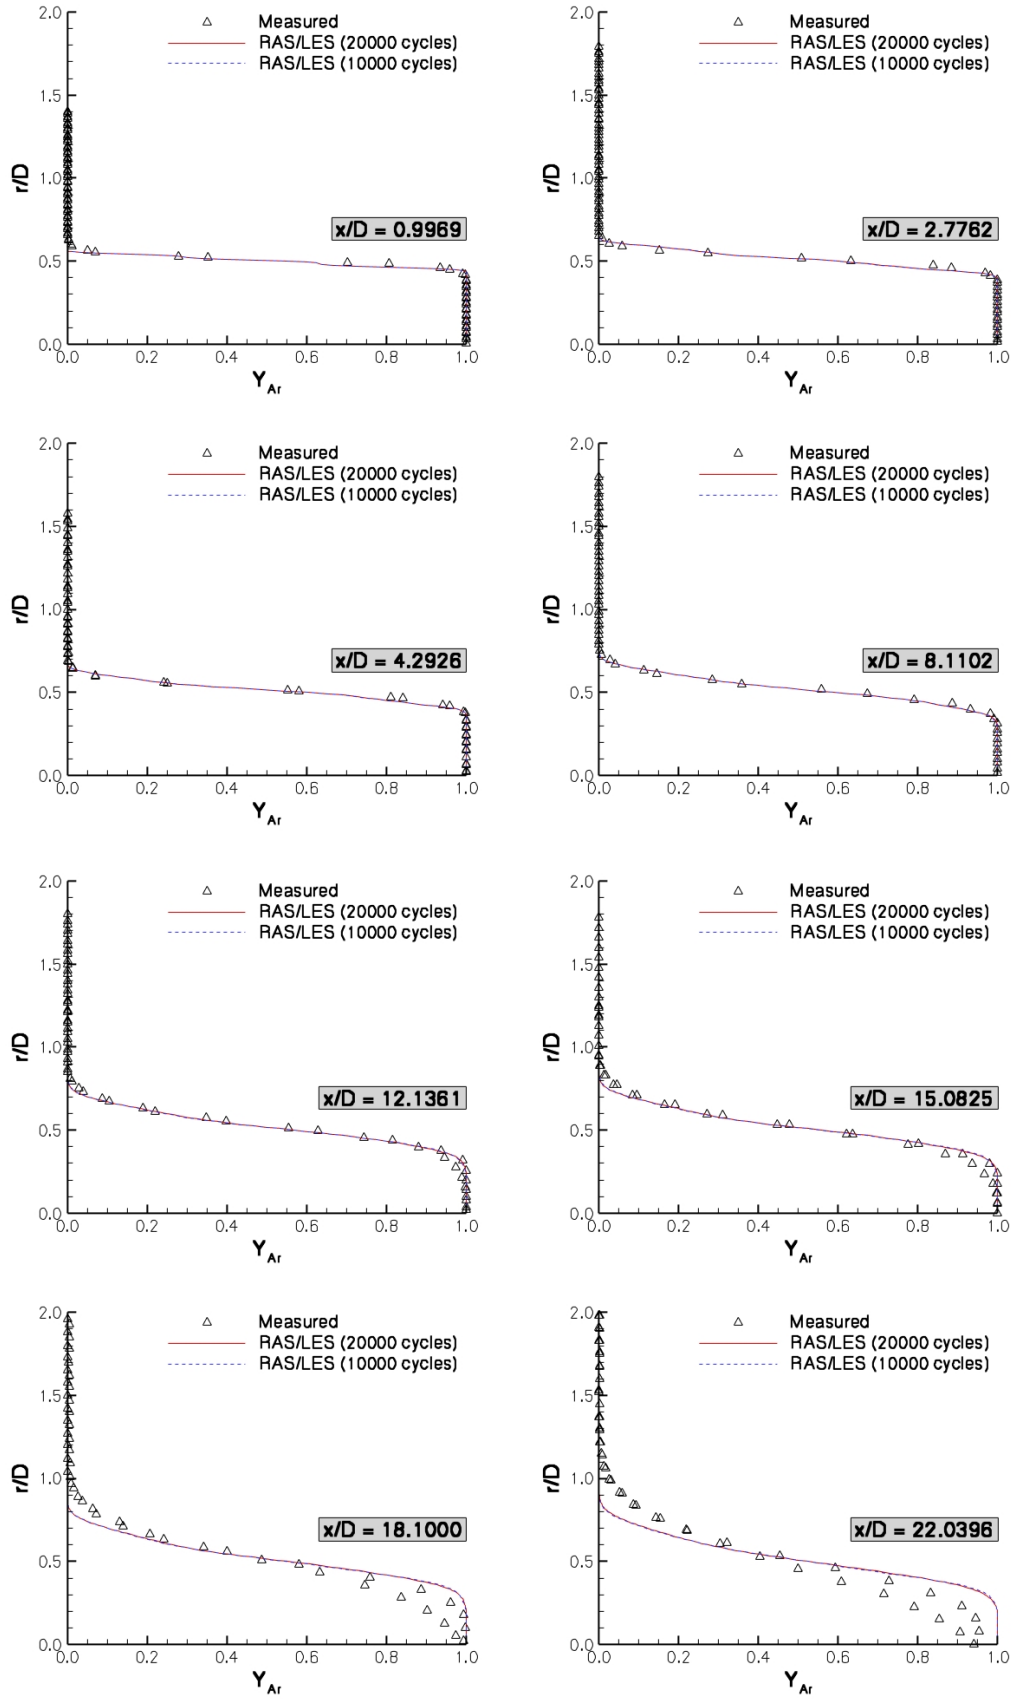 2.0
1.5
1.0
0.5
0.0
r/D
Measured
RAS/LES (20000 cycles)
RAS/LES (10000 cycles)
x/D = 0.9969
0.0 0.2 0.4 0.6 0.8 1.0
Y_Ar
2.0
1.5
1.0
0.5
0.0
r/D
Measured
RAS/LES (20000 cycles)
RAS/LES (10000 cycles)
x/D = 2.7762
0.0 0.2 0.4 0.6 0.8 1.0
Y_Ar
2.0
1.5
1.0
0.5
0.0
r/D
Measured
RAS/LES (20000 cycles)
RAS/LES (10000 cycles)
x/D = 4.2926
0.0 0.2 0.4 0.6 0.8 1.0
Y_Ar
2.0
1.5
1.0
0.5
0.0
r/D
Measured
RAS/LES (20000 cycles)
RAS/LES (10000 cycles)
x/D = 8.1102
0.0 0.2 0.4 0.6 0.8 1.0
Y_Ar
2.0
1.5
1.0
0.5
0.0
r/D
Measured
RAS/LES (20000 cycles)
RAS/LES (10000 cycles)
x/D = 12.1361
0.0 0.2 0.4 0.6 0.8 1.0
Y_Ar
2.0
1.5
1.0
0.5
0.0
r/D
Measured
RAS/LES (20000 cycles)
RAS/LES (10000 cycles)
x/D = 15.0825
0.0 0.2 0.4 0.6 0.8 1.0
Y_Ar
2.0
1.5
1.0
0.5
0.0
r/D
Measured
RAS/LES (20000 cycles)
RAS/LES (10000 cycles)
x/D = 18.1000
0.0 0.2 0.4 0.6 0.8 1.0
Y_Ar
2.0
1.5
1.0
0.5
0.0
r/D
Measured
RAS/LES (20000 cycles)
RAS/LES (10000 cycles)
x/D = 22.0396
0.0 0.2 0.4 0.6 0.8 1.0
Y_Ar